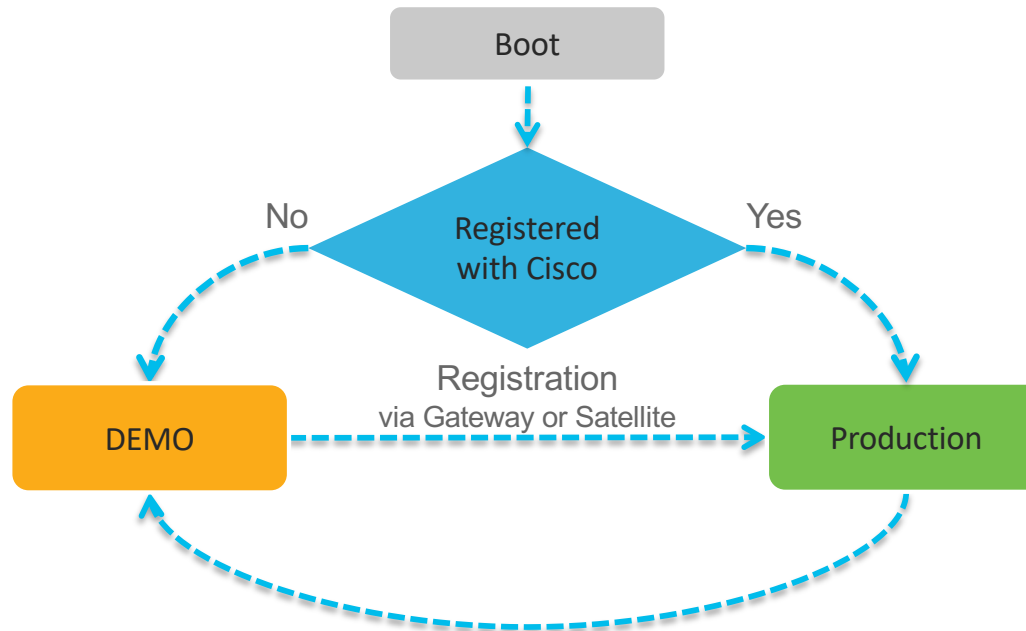 Boot
No
Yes
Registered
with Cisco
Registration
via Gateway or Satellite
DEMO
Production